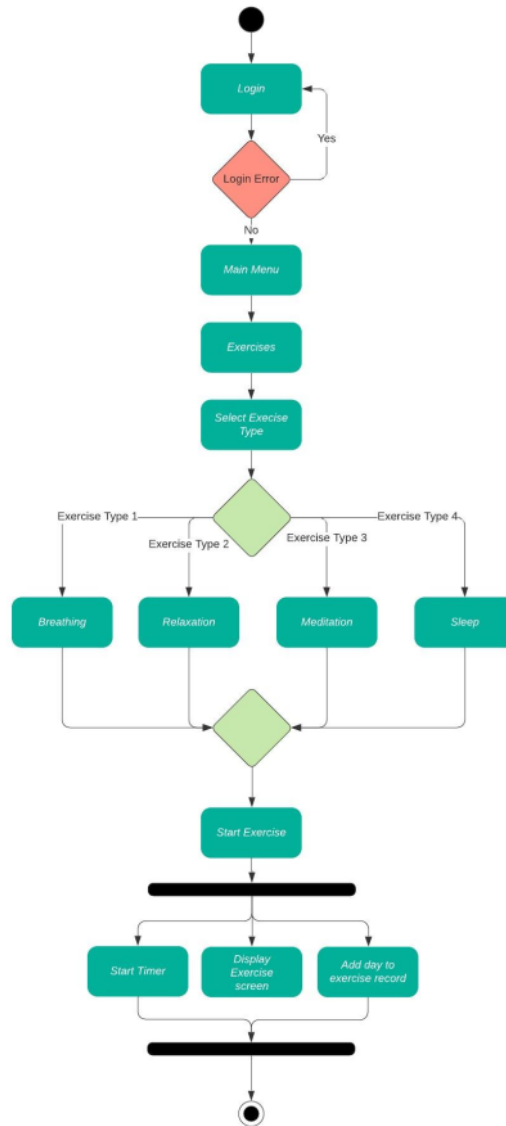 Login
Yes
Login Error
No
Main Menu
Exercises
Select Execise
Type
Exercise Type 1
Exercise Type 2
Exercise Type 3
Exercise Type 4
Breathing
Relaxation
Meditation
Sleep
Start Exercise
Start Timer
Display
Exercise
screen
Add day to
exercise record